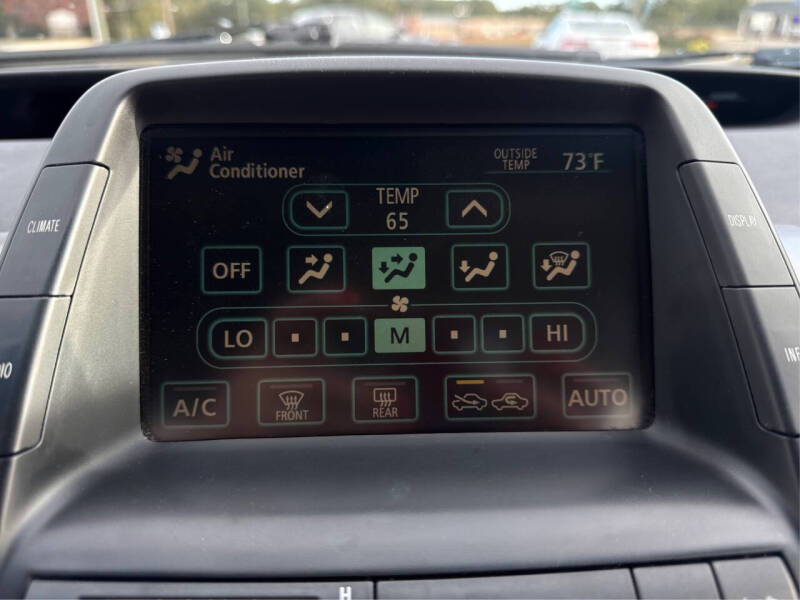 Air
Conditioner
OUTSIDE
TEMP
73°F
CLIMATE
DISPLAY
TEMP
65
OFF
LO
M
HI
A/C
FRONT
REAR
AUTO
H